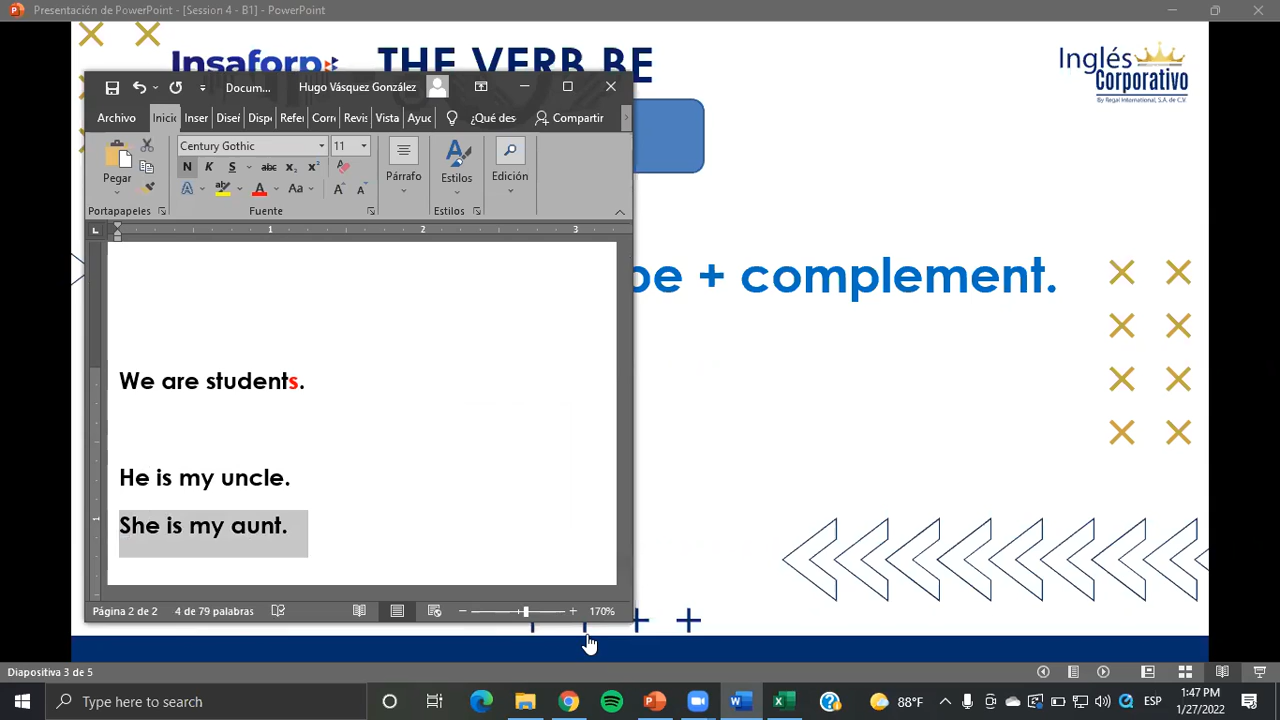 Presentación de PowerPoint - [Session 4 - B1] - PowerPoint
Insaforp
THE VERB BE
Inglés
Corporativo
By Regal International, S.A. de C.V.
Docum...
Hugo Vásquez González
Archivo
Inicio
Inser
Diseñ
Dispo
Refer
Corre
Revis
Vista
Ayud
¿Qué des
Compartir
Pegar
Century Gothic
11
N K S abc x₂ x²
A A Aa A A
Párrafo
Estilos
Edición
Portapapeles
Fuente
Estilos
1 2 3
be + complement.
We are students.
He is my uncle.
She is my aunt.
Página 2 de 2
4 de 79 palabras
170%
Diapositiva 3 de 5
Type here to search
88°F
ESP
1:47 PM
1/27/2022